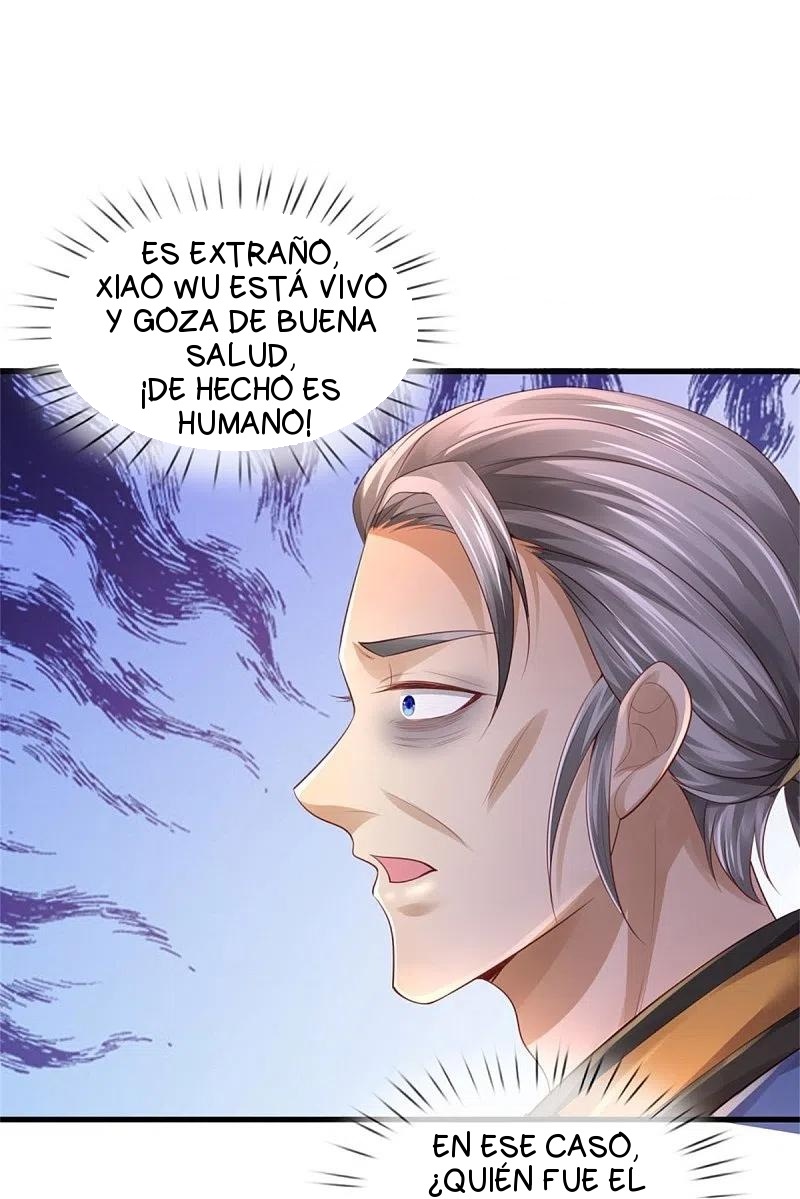 ES EXTRAÑO,
XIAO WU ESTÁ VIVO
Y GOZA DE BUENA
SALUD,
¡DE HECHO ES
HUMANO!
EN ESE CASO,
¿QUIÉN FUE EL